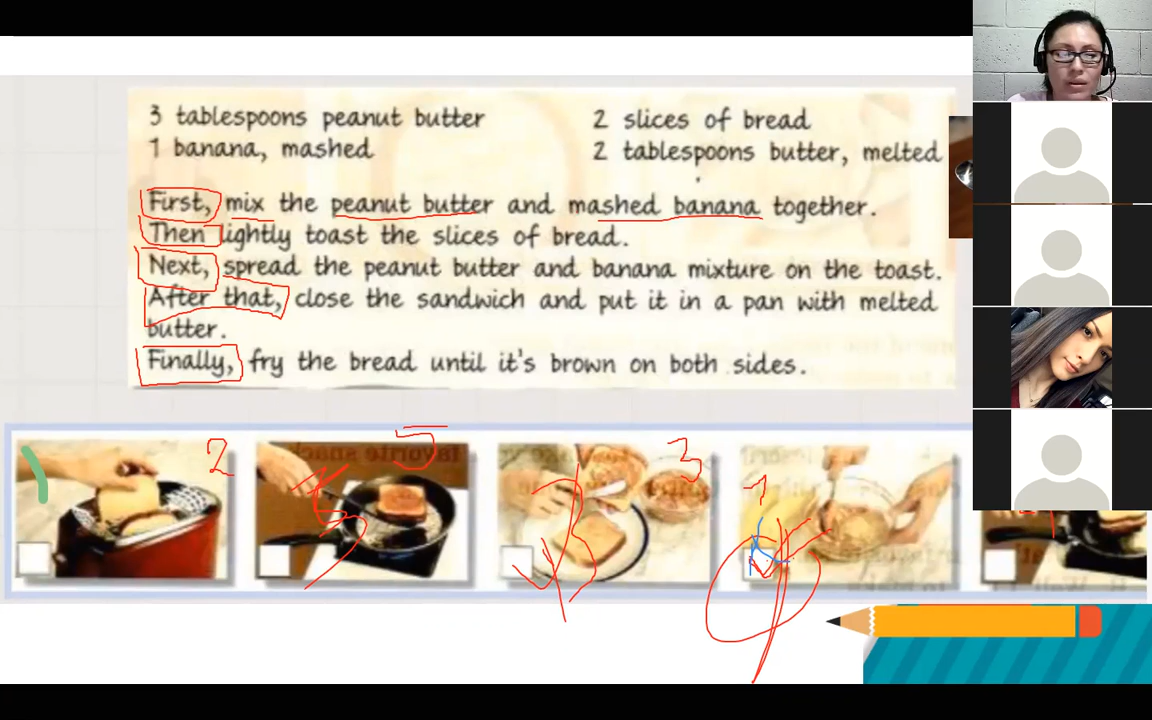 3 tablespoons peanut butter
2 slices of bread
1 banana, mashed
2 tablespoons butter, melted
First, mix the peanut butter and mashed banana together.
Then lightly toast the slices of bread.
Next, spread the peanut butter and banana mixture on the toast.
After that, close the sandwich and put it in a pan with melted
butter.
Finally, fry the bread until it's brown on both sides.
2
5
3
1